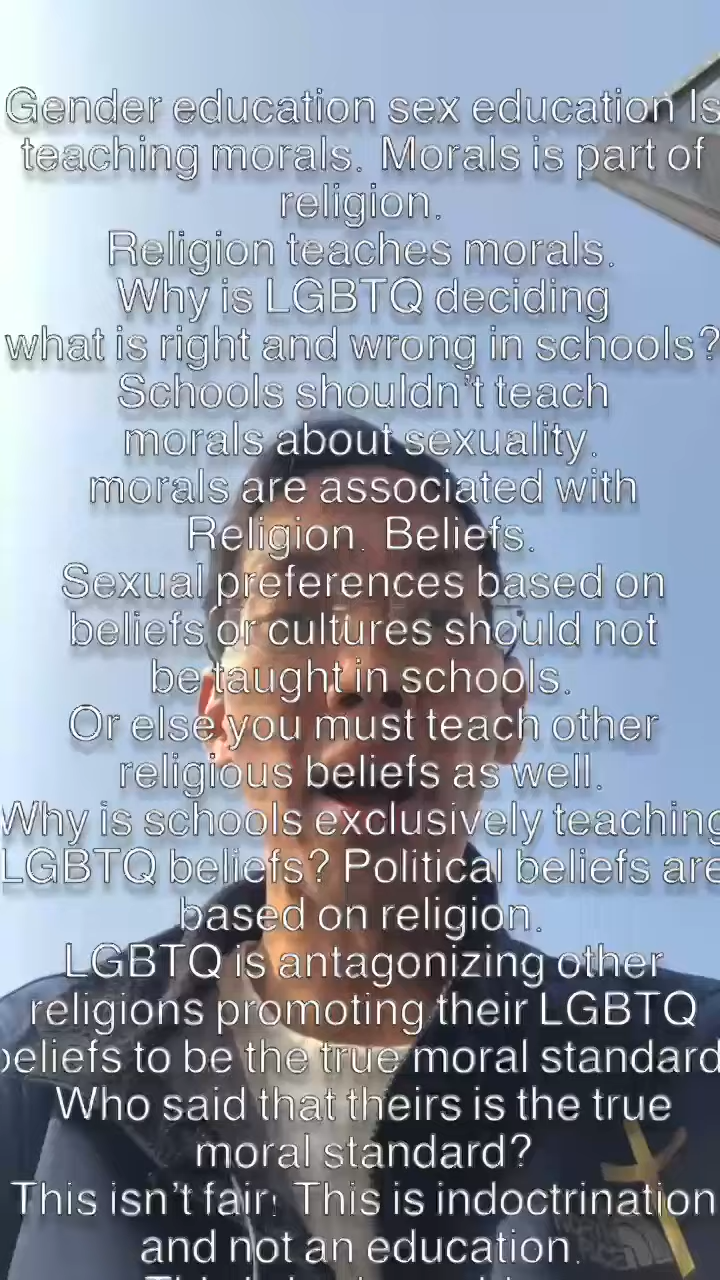 Gender education sex education Is
teaching morals. Morals is part of
religion.
Religion teaches morals.
Why is LGBTQ deciding
what is right and wrong in schools?
Schools shouldn't teach
morals about sexuality.
morals are associated with
Religion. Beliefs.
Sexual preferences based on
beliefs or cultures should not
be taught in schools.
Or else you must teach other
religious beliefs as well.
Why is schools exclusively teaching
LGBTQ beliefs? Political beliefs are
based on religion.
LGBTQ is antagonizing other
religions promoting their LGBTQ
beliefs to be the true moral standard
Who said that theirs is the true
moral standard?
This isn't fair! This is indoctrination
and not an education.